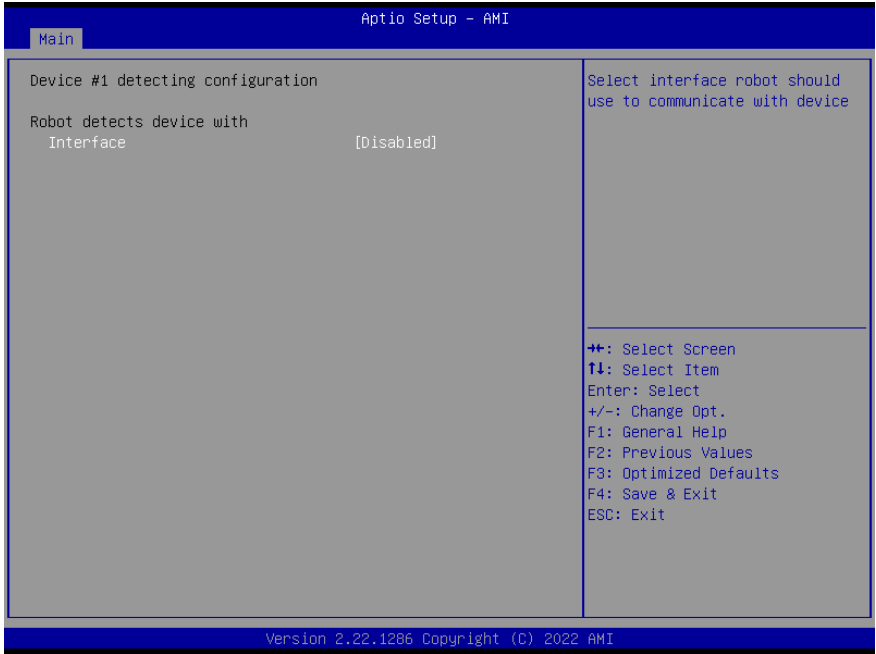 Aptio Setup – AMI
Main
Device #1 detecting configuration
Robot detects device with
Interface [Disabled]
Select interface robot should
use to communicate with device
→←: Select Screen
↑↓: Select Item
Enter: Select
+/-: Change Opt.
F1: General Help
F2: Previous Values
F3: Optimized Defaults
F4: Save & Exit
ESC: Exit
Version 2.22.1286 Copyright (C) 2022 AMI